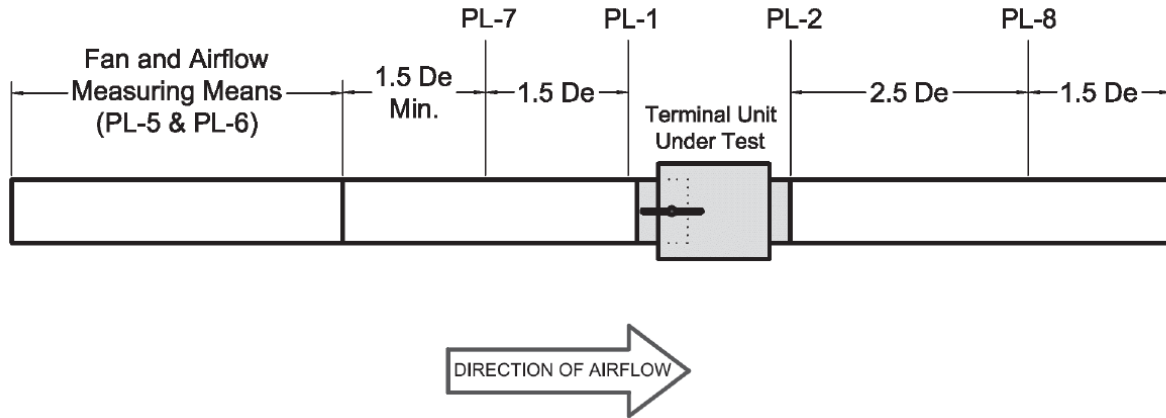 PL-7
PL-1
PL-2
PL-8
Fan and Airflow
Measuring Means
(PL-5 & PL-6)
1.5 De
Min.
1.5 De
Terminal Unit
Under Test
2.5 De
1.5 De
DIRECTION OF AIRFLOW